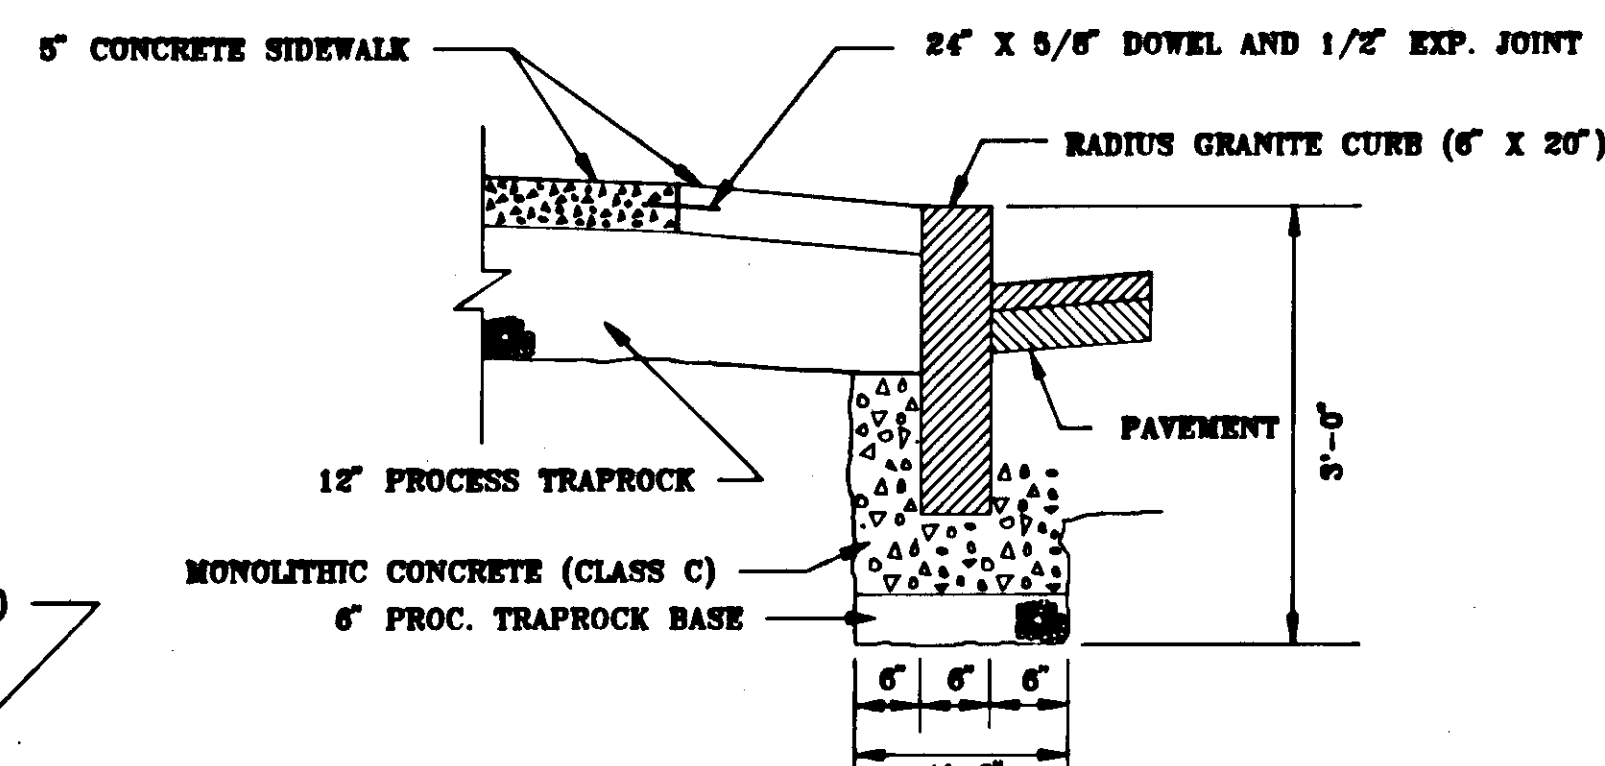 5" CONCRETE SIDEWALK
24" X 5/8" DOWEL AND 1/2" EXP. JOINT
RADIUS GRANITE CURB (6" X 20")
PAVEMENT
3'-0"
12" PROCESS TRAPROCK
MONOLITHIC CONCRETE (CLASS C)
6" PROC. TRAPROCK BASE
6" 6" 6"